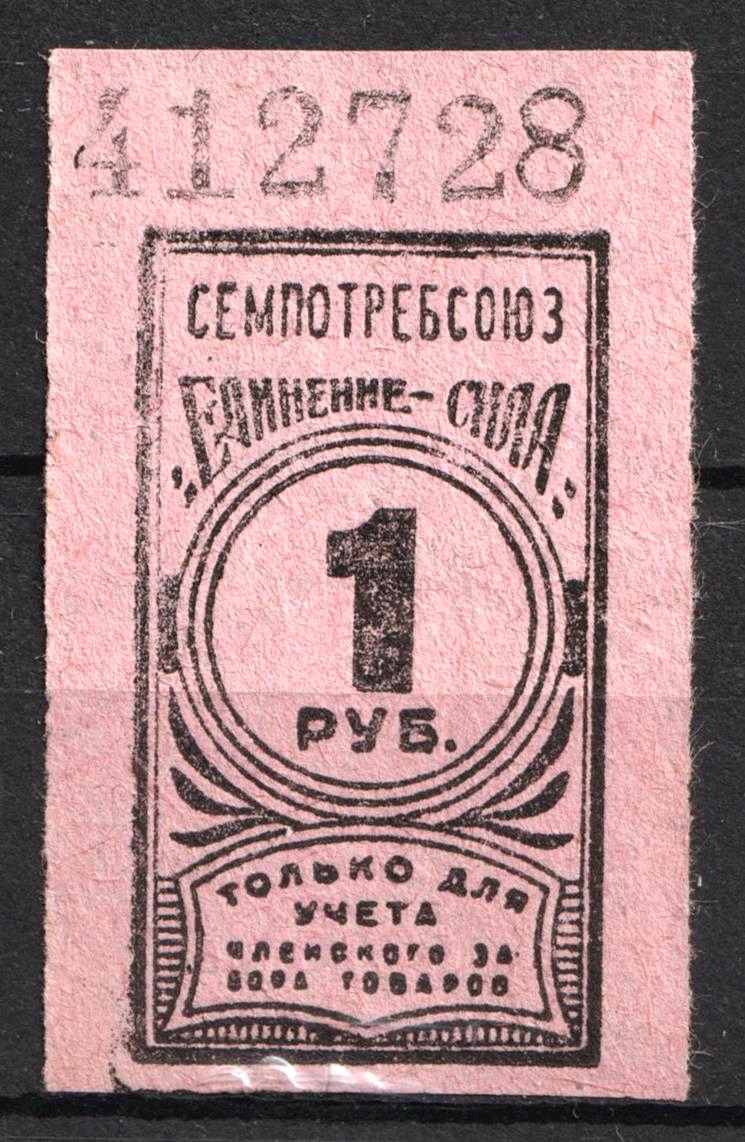 412728
СЕМПОТРЕБСОЮЗ
"ЕДИНЕНИЕ-СИЛА"
1
РУБ.
ТОЛЬКО ДЛЯ
УЧЕТА
ЧЛЕНСКОГО ЗА-
БОРА ТОВАРОВ